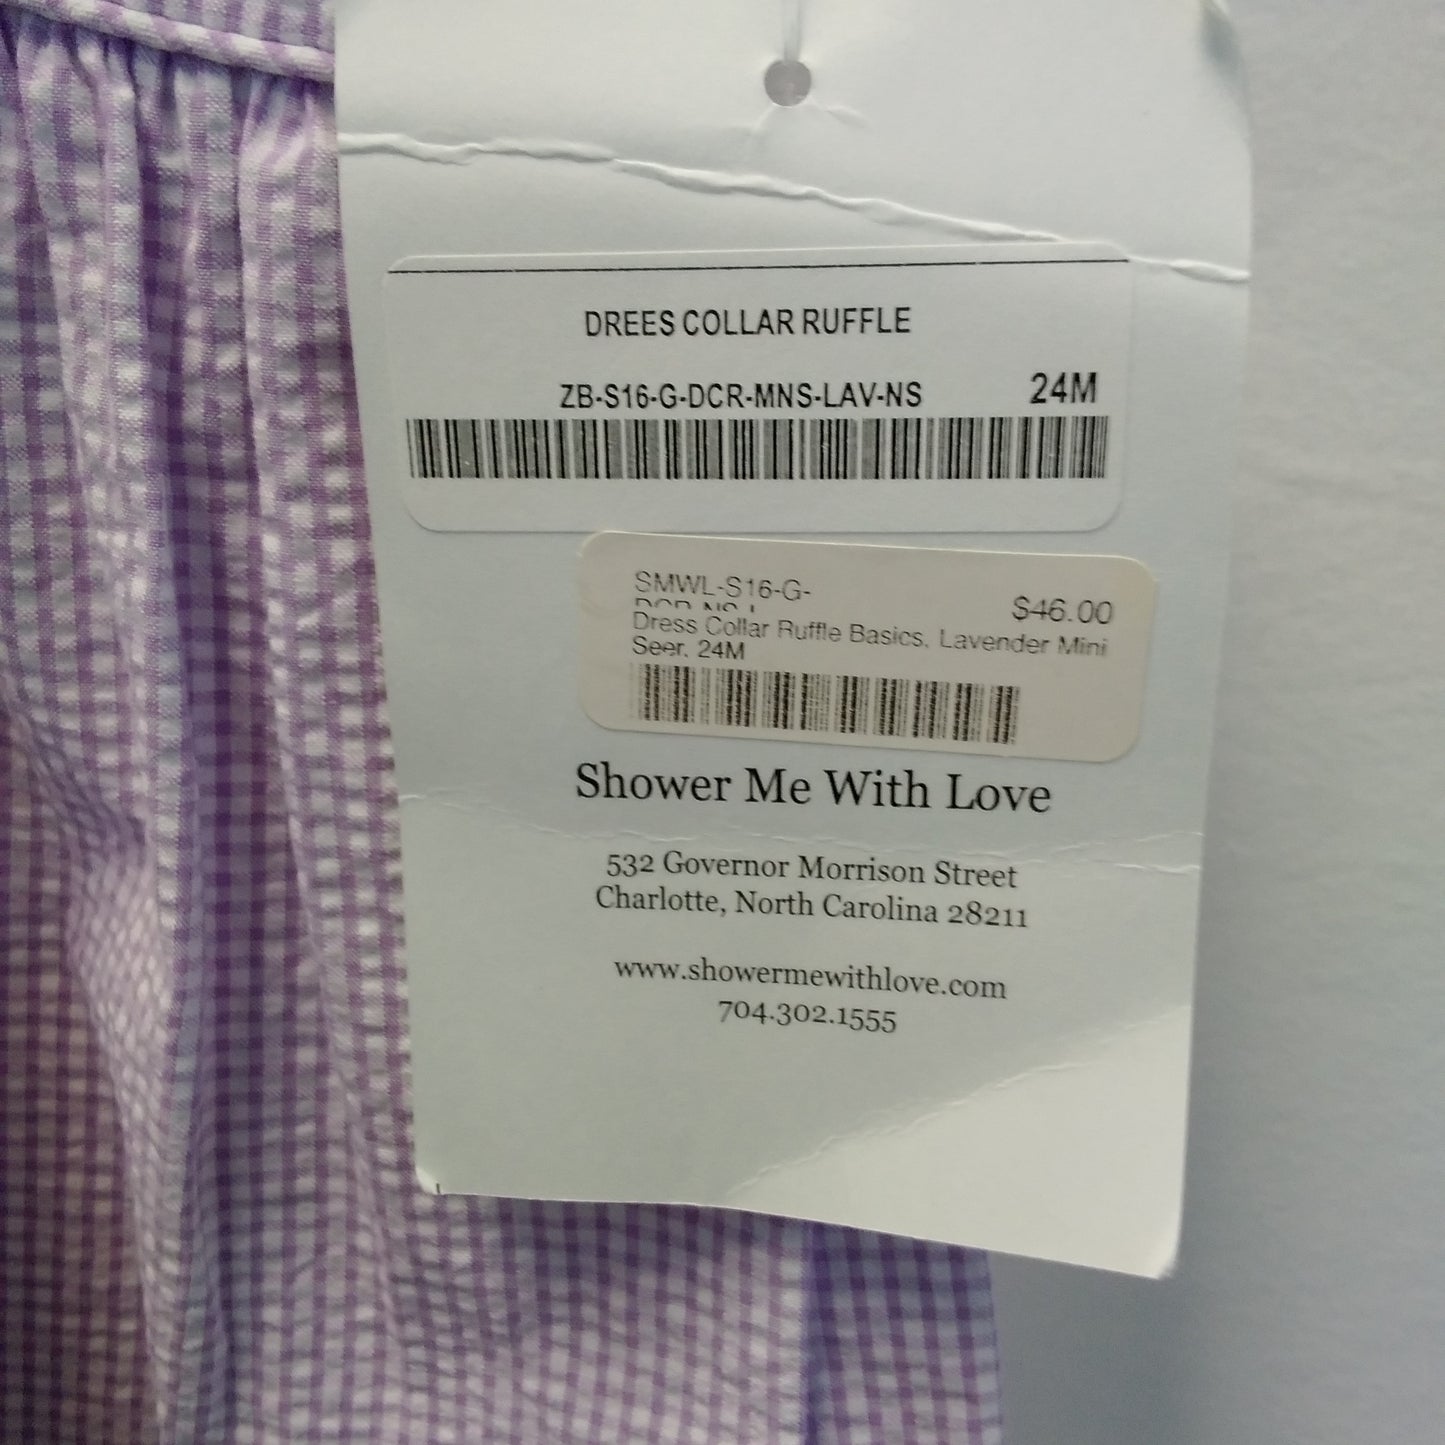 DREES COLLAR RUFFLE
ZB-S16-G-DCR-MNS-LAV-NS 24M
SMWL-S16-G-
$46.00
Dress Collar Ruffle Basics, Lavender Mini
Seer, 24M
Shower Me With Love
532 Governor Morrison Street
Charlotte, North Carolina 28211
www.showermewithlove.com
704.302.1555